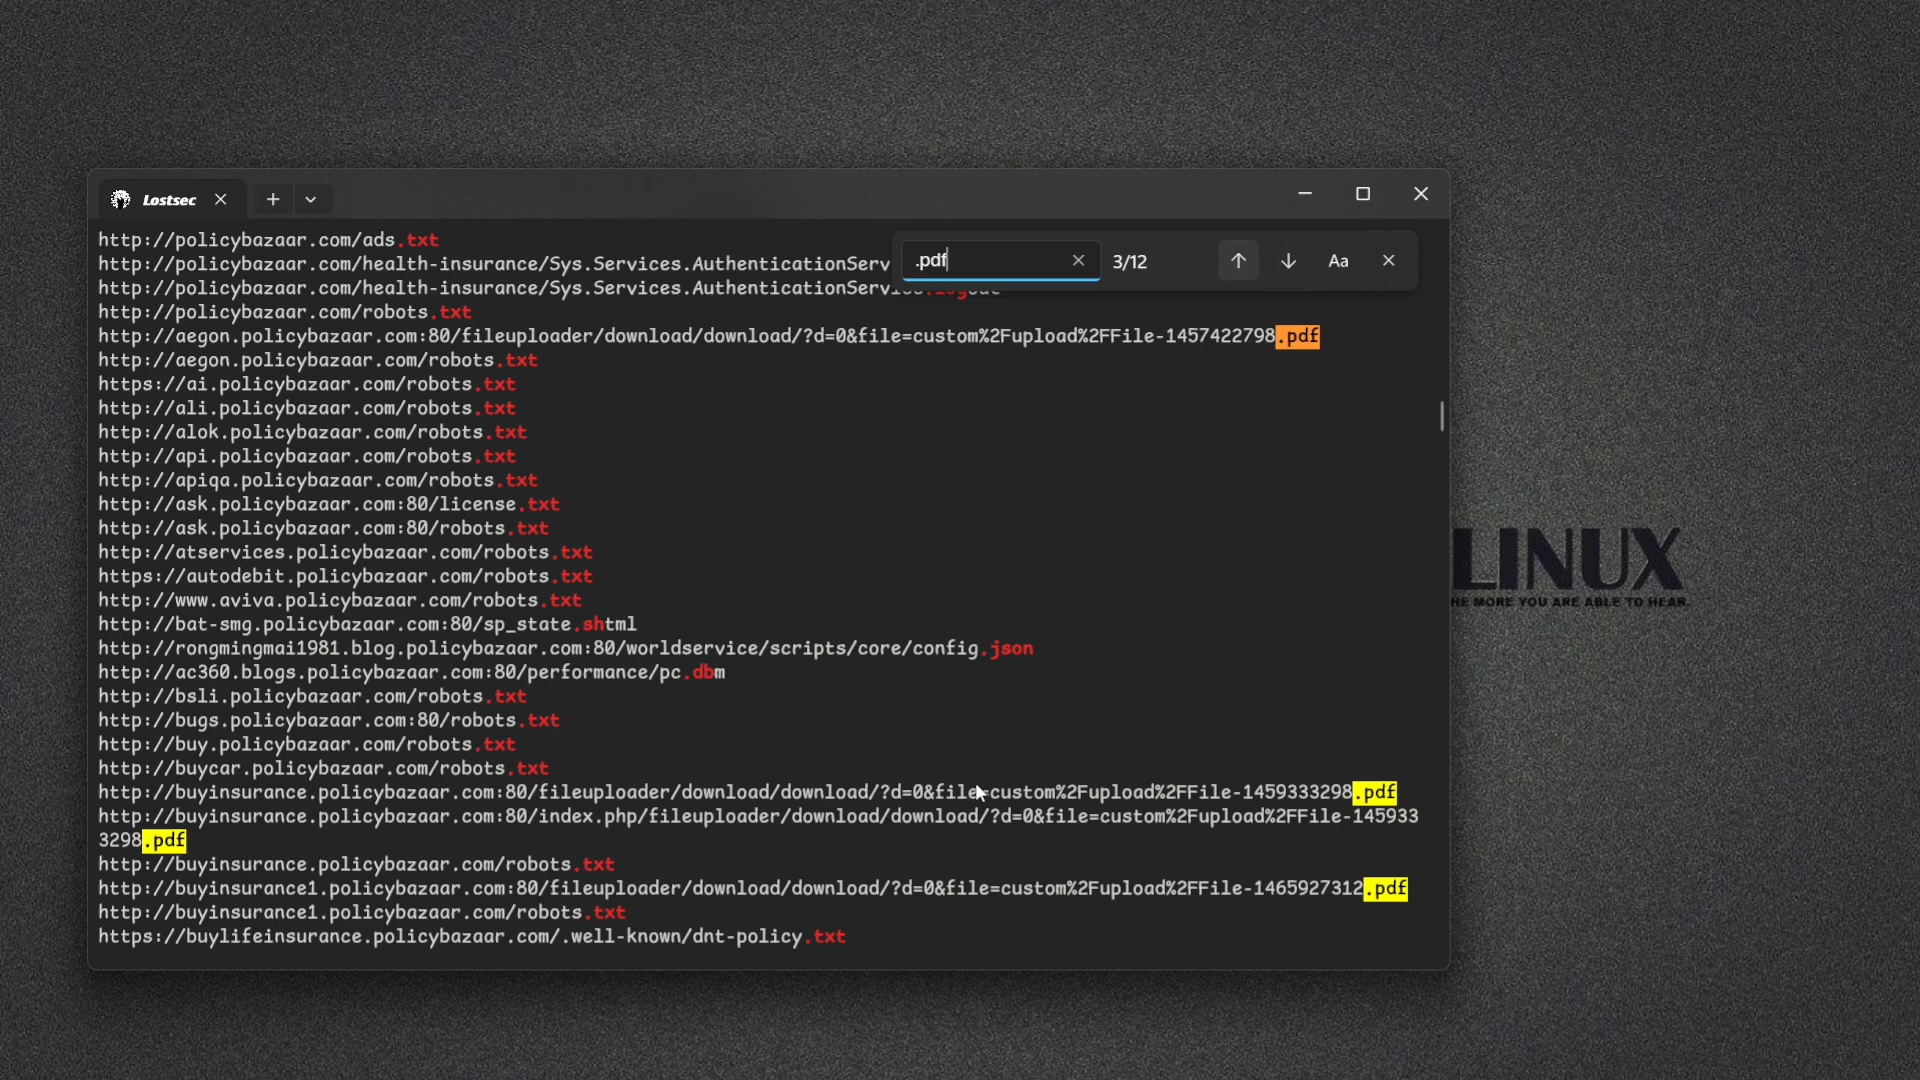 Lostsec
.pdf
3/12
Aa
http://policybazaar.com/ads.txt
http://policybazaar.com/health-insurance/Sys.Services.AuthenticationServ
http://policybazaar.com/health-insurance/Sys.Services.AuthenticationService.logout
http://policybazaar.com/robots.txt
http://aegon.policybazaar.com:80/fileuploader/download/download/?d=0&file=custom%2Fupload%2FFile-1457422798.pdf
http://aegon.policybazaar.com/robots.txt
https://ai.policybazaar.com/robots.txt
http://ali.policybazaar.com/robots.txt
http://alok.policybazaar.com/robots.txt
http://api.policybazaar.com/robots.txt
http://apiqa.policybazaar.com/robots.txt
http://ask.policybazaar.com:80/license.txt
http://ask.policybazaar.com:80/robots.txt
http://atservices.policybazaar.com/robots.txt
https://autodebit.policybazaar.com/robots.txt
http://www.aviva.policybazaar.com/robots.txt
http://bat-smg.policybazaar.com:80/sp_state.shtml
http://rongmingmai1981.blog.policybazaar.com:80/worldservice/scripts/core/config.json
http://ac360.blogs.policybazaar.com:80/performance/pc.dbm
http://bsli.policybazaar.com/robots.txt
http://bugs.policybazaar.com:80/robots.txt
http://buy.policybazaar.com/robots.txt
http://buycar.policybazaar.com/robots.txt
http://buyinsurance.policybazaar.com:80/fileuploader/download/download/?d=0&file=custom%2Fupload%2FFile-1459333298.pdf
http://buyinsurance.policybazaar.com:80/index.php/fileuploader/download/download/?d=0&file=custom%2Fupload%2FFile-145933
3298.pdf
http://buyinsurance.policybazaar.com/robots.txt
http://buyinsurance1.policybazaar.com:80/fileuploader/download/download/?d=0&file=custom%2Fupload%2FFile-1465927312.pdf
http://buyinsurance1.policybazaar.com/robots.txt
https://buylifeinsurance.policybazaar.com/.well-known/dnt-policy.txt
LINUX
HE MORE YOU ARE ABLE TO HEAR.